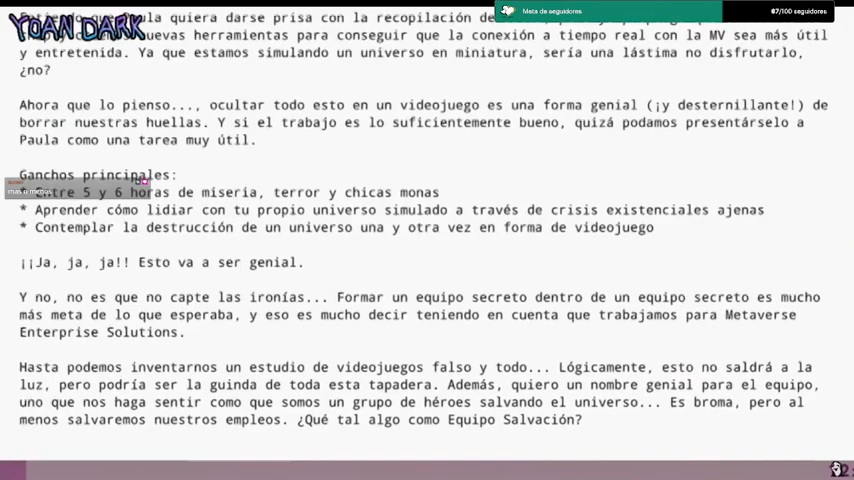 YOAN DARK
Meta de seguidores
67/100 seguidores
Paula quiera darse prisa con la recopilación de
nuevas herramientas para conseguir que la conexión a tiempo real con la MV sea más útil
y entretenida. Ya que estamos simulando un universo en miniatura, sería una lástima no disfrutarlo,
¿no?
Ahora que lo pienso..., ocultar todo esto en un videojuego es una forma genial (¡y desternillante!) de
borrar nuestras huellas. Y si el trabajo es lo suficientemente bueno, quizá podamos presentárselo a
Paula como una tarea muy útil.
Ganchos principales:
mas o menos
* Entre 5 y 6 horas de miseria, terror y chicas monas
* Aprender cómo lidiar con tu propio universo simulado a través de crisis existenciales ajenas
* Contemplar la destrucción de un universo una y otra vez en forma de videojuego
¡¡Ja, ja, ja!! Esto va a ser genial.
Y no, no es que no capte las ironías... Formar un equipo secreto dentro de un equipo secreto es mucho
más meta de lo que esperaba, y eso es mucho decir teniendo en cuenta que trabajamos para Metaverse
Enterprise Solutions.
Hasta podemos inventarnos un estudio de videojuegos falso y todo... Lógicamente, esto no saldrá a la
luz, pero podría ser la guinda de toda esta tapadera. Además, quiero un nombre genial para el equipo,
uno que nos haga sentir como que somos un grupo de héroes salvando el universo... Es broma, pero al
menos salvaremos nuestros empleos. ¿Qué tal algo como Equipo Salvación?